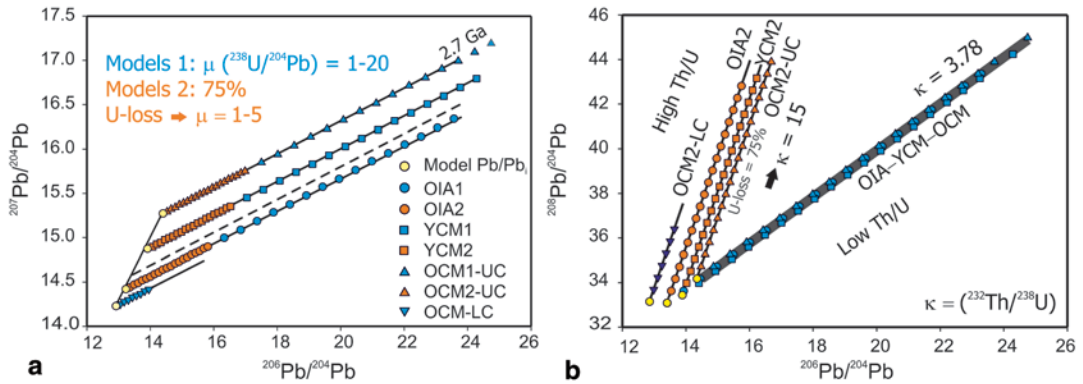 17.5
17.0
16.5
16.0
15.5
15.0
14.5
14.0
²⁰⁷Pb/²⁰⁴Pb
Models 1: μ (²³⁸U/²⁰⁴Pb) = 1-20
Models 2: 75%
U-loss ➡ μ = 1-5
2.7 Ga
Model Pb/Pbᵢ
OIA1
OIA2
YCM1
YCM2
OCM1-UC
OCM2-UC
OCM-LC
12 14 16 18 20 22 24 26
a
²⁰⁶Pb/²⁰⁴Pb
46
44
42
40
38
36
34
32
²⁰⁸Pb/²⁰⁴Pb
High Th/U
OCM2-LC
OIA2
YCM2
OCM2-UC
U-loss = 75%
κ = 15
κ = 3.78
OIA–YCM–OCM
Low Th/U
κ = (²³²Th/²³⁸U)
12 14 16 18 20 22 24 26
b
²⁰⁶Pb/²⁰⁴Pb